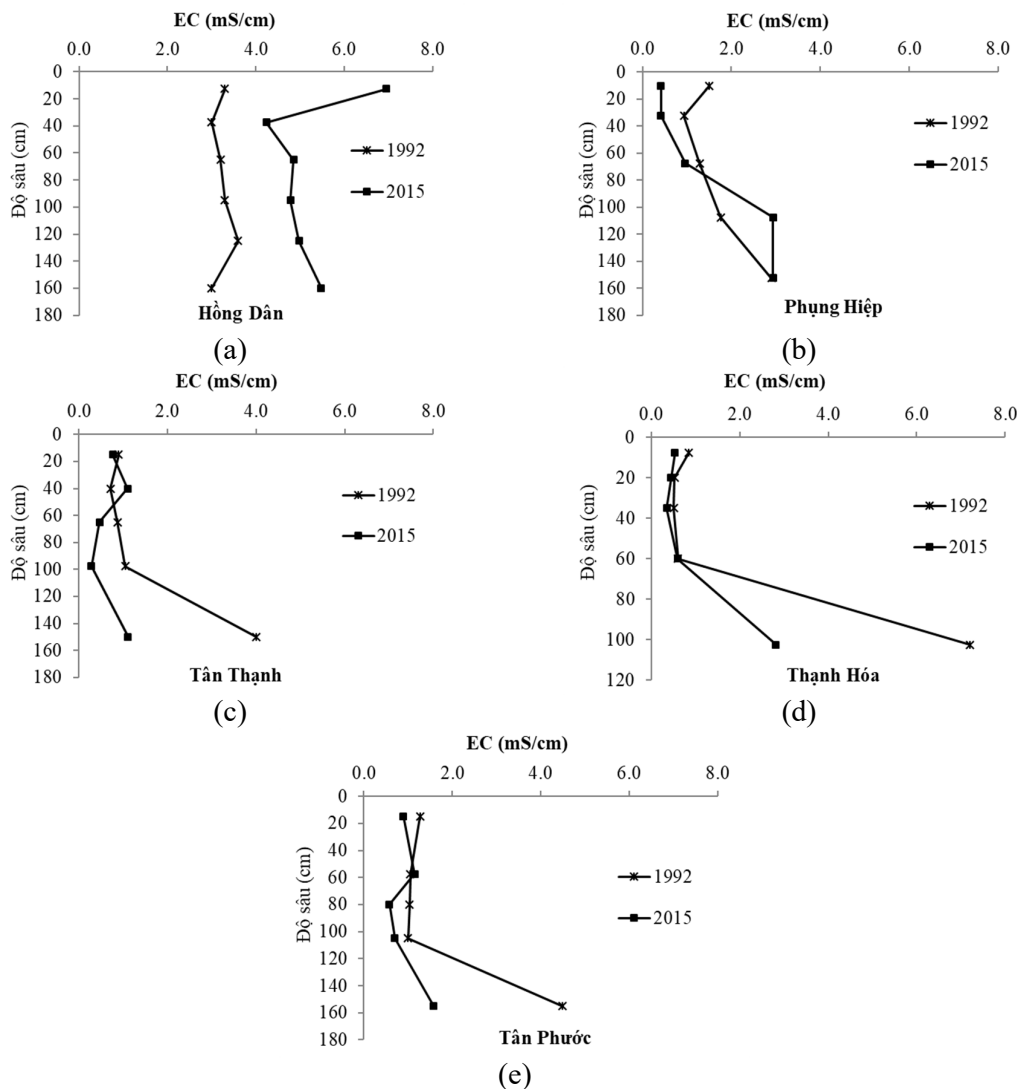 EC (mS/cm)
0.0 2.0 4.0 6.0 8.0
0
20
40
60
80
100
120
140
160
180
Độ sâu (cm)
1992
2015
Hồng Dân
(a)
EC (mS/cm)
0.0 2.0 4.0 6.0 8.0
0
20
40
60
80
100
120
140
160
180
Độ sâu (cm)
1992
2015
Phụng Hiệp
(b)
EC (mS/cm)
0.0 2.0 4.0 6.0 8.0
0
20
40
60
80
100
120
140
160
180
Độ sâu (cm)
1992
2015
Tân Thạnh
(c)
EC (mS/cm)
0.0 2.0 4.0 6.0 8.0
0
20
40
60
80
100
120
Độ sâu (cm)
1992
2015
Thạnh Hóa
(d)
EC (mS/cm)
0.0 2.0 4.0 6.0 8.0
0
20
40
60
80
100
120
140
160
180
Độ sâu (cm)
1992
2015
Tân Phước
(e)